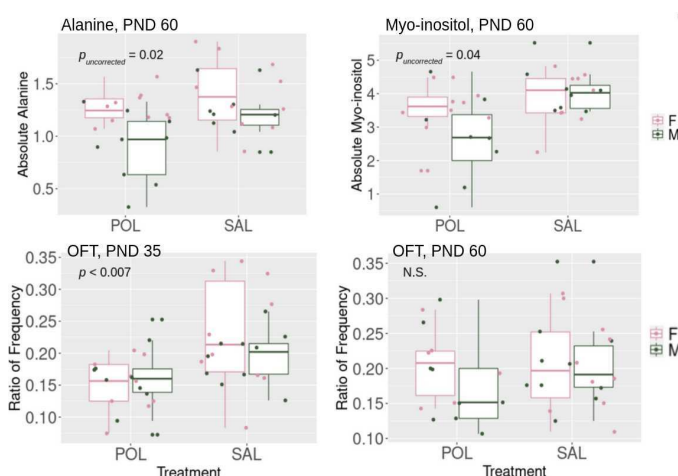 Alanine, PND 60
p uncorrected = 0.02
Absolute Alanine
1.5
1.0
0.5
POL SAL
Myo-inositol, PND 60
p uncorrected = 0.04
Absolute Myo-inositol
5
4
3
2
1
POL SAL
F
M
OFT, PND 35
p < 0.007
Ratio of Frequency
0.35
0.30
0.25
0.20
0.15
0.10
POL SAL
Treatment
OFT, PND 60
N.S.
Ratio of Frequency
0.35
0.30
0.25
0.20
0.15
0.10
POL SAL
Treatment
F
M